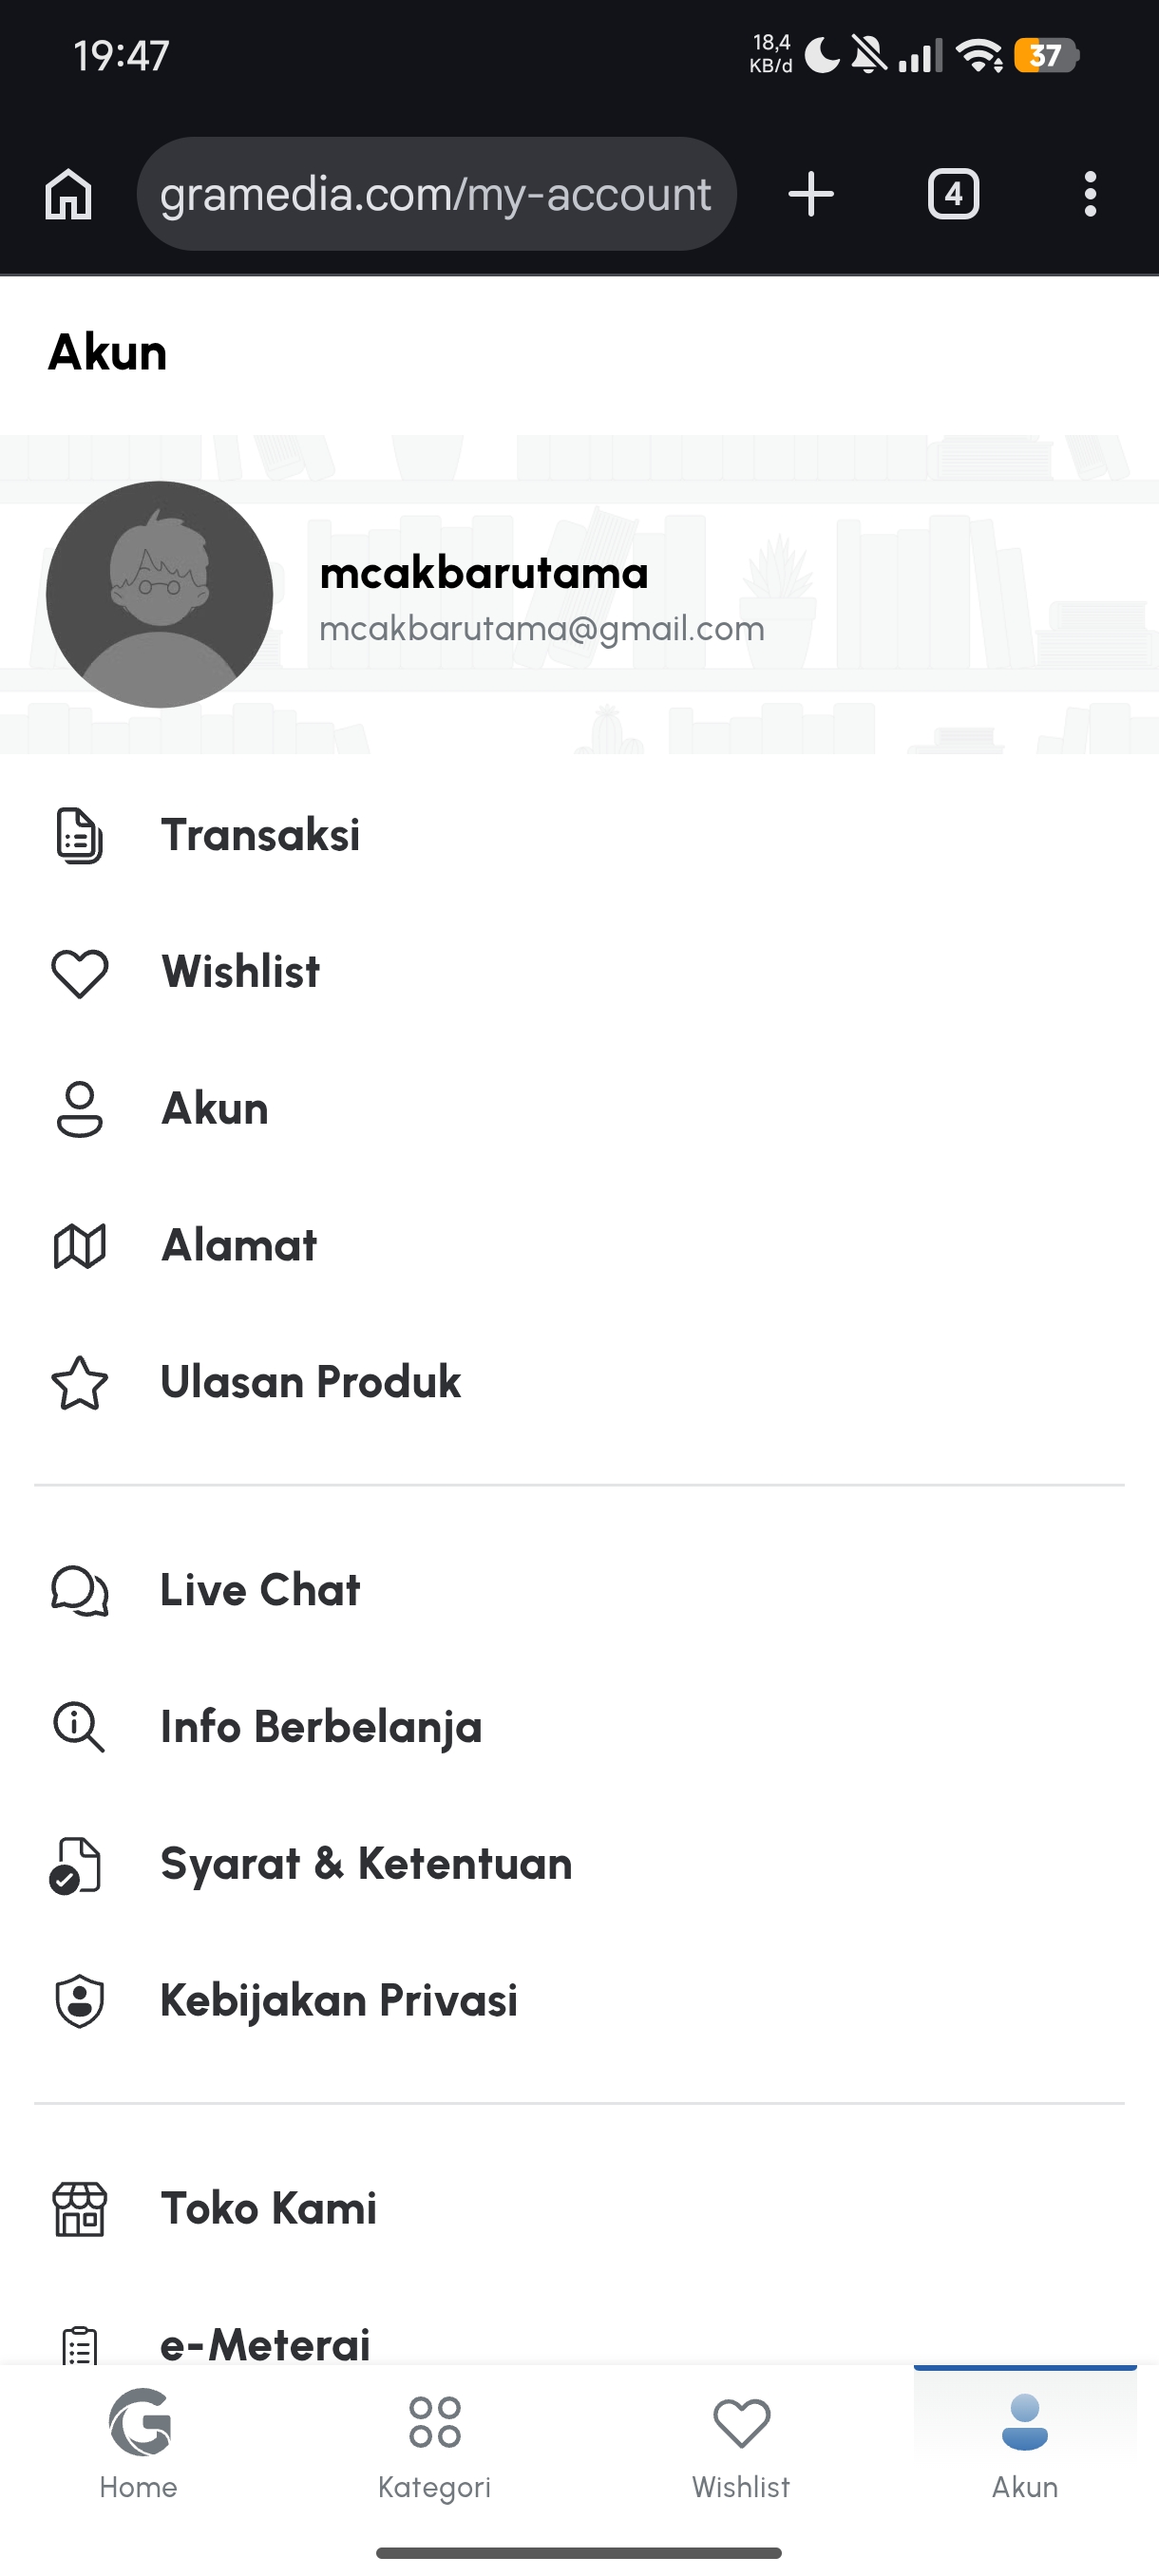 19:47
18,4
KB/d
37
gramedia.com/my-account
4
Akun
mcakbarutama
mcakbarutama@gmail.com
Transaksi
Wishlist
Akun
Alamat
Ulasan Produk
Live Chat
Info Berbelanja
Syarat & Ketentuan
Kebijakan Privasi
Toko Kami
e-Meterai
Home
Kategori
Wishlist
Akun